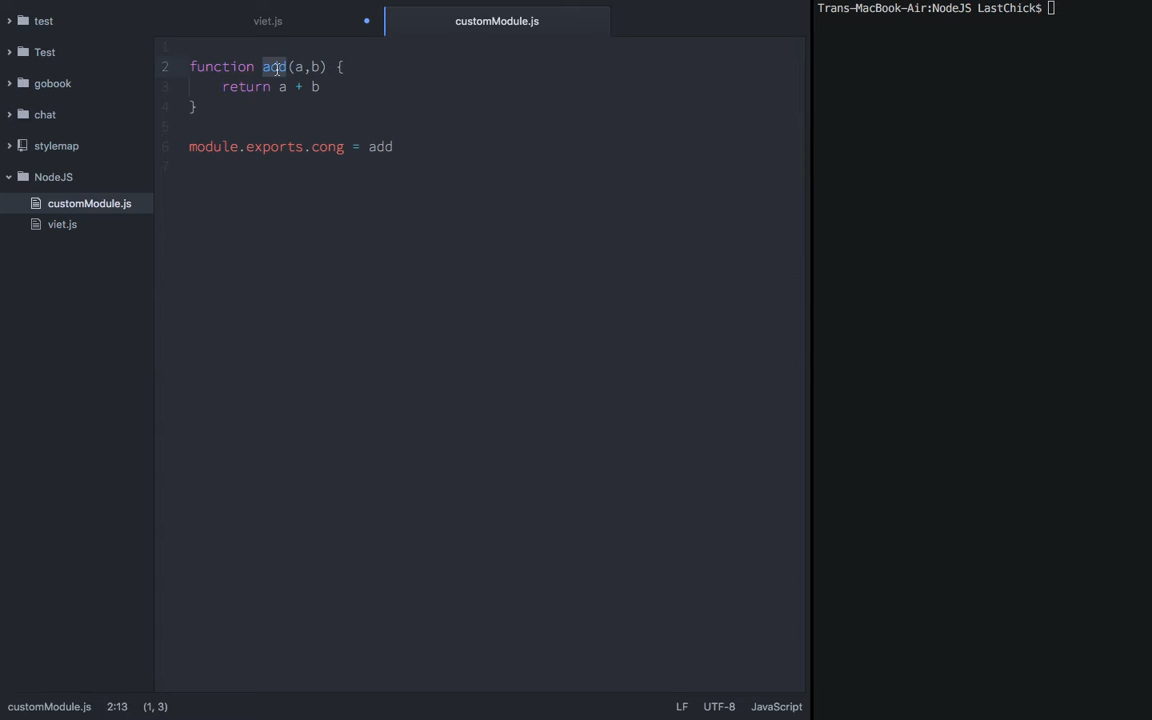 test
Test
gobook
chat
stylemap
NodeJS
customModule.js
viet.js
viet.js
customModule.js
1
2 function add(a,b) {
3 return a + b
4 }
5
6 module.exports.cong = add
7
Trans-MacBook-Air:NodeJS LastChick$
customModule.js 2:13 (1, 3)
LF UTF-8 JavaScript